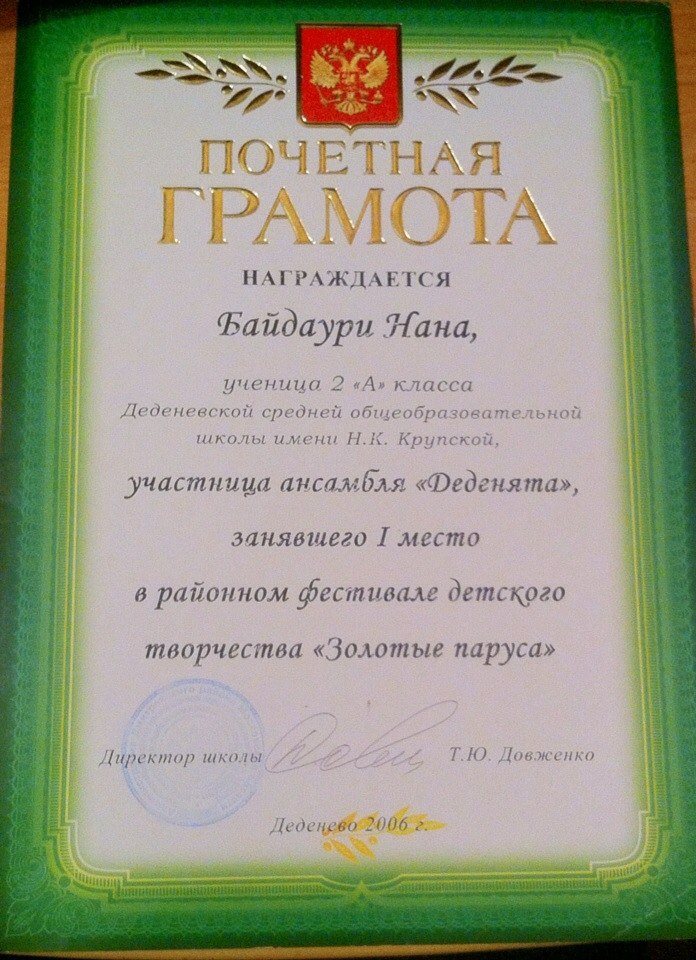 ПОЧЕТНАЯ
ГРАМОТА
НАГРАЖДАЕТСЯ
Байдаури Нана,
ученица 2 «А» класса
Деденевской средней общеобразовательной
школы имени Н.К. Крупской,
участница ансамбля «Деденята»,
занявшего I место
в районном фестивале детского
творчества «Золотые паруса»
Директор школы Т.Ю. Довженко
Деденево 2006 г.